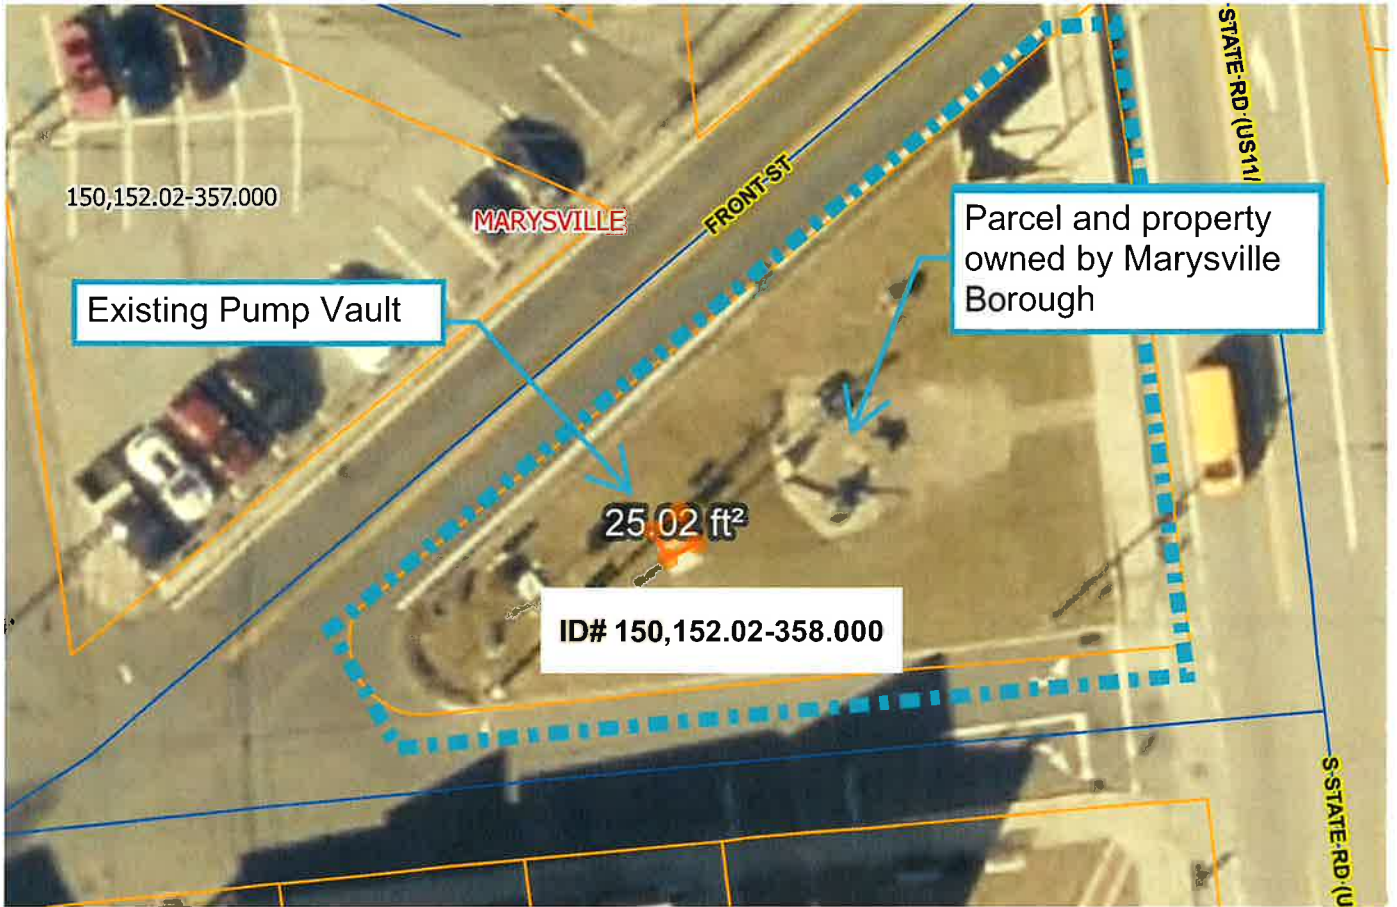 STATE RD (US11/
150,152.02-357.000
MARYSVILLE
FRONT ST
Parcel and property
owned by Marysville
Borough
Existing Pump Vault
25.02 ft²
ID# 150,152.02-358.000
S STATE RD (U